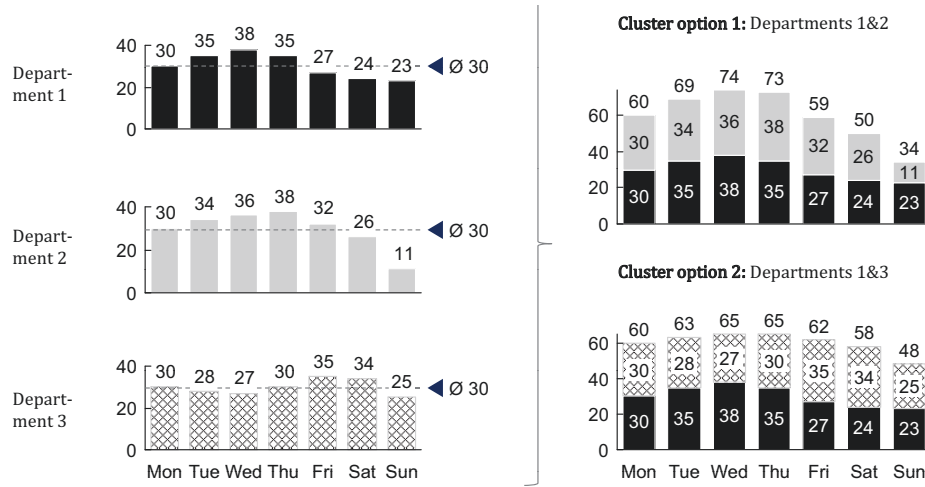 Depart-
ment 1
40
20
0
30 35 38 35 27 24 23
Ø 30
Depart-
ment 2
40
20
0
30 34 36 38 32 26 11
Ø 30
Depart-
ment 3
40
20
0
30 28 27 30 35 34 25
Ø 30
Mon Tue Wed Thu Fri Sat Sun
Cluster option 1: Departments 1&2
60
40
20
0
60 69 74 73 59 50 34
30 34 36 38 32 26 11
30 35 38 35 27 24 23
Cluster option 2: Departments 1&3
60
40
20
0
60 63 65 65 62 58 48
30 28 27 30 35 34 25
30 35 38 35 27 24 23
Mon Tue Wed Thu Fri Sat Sun